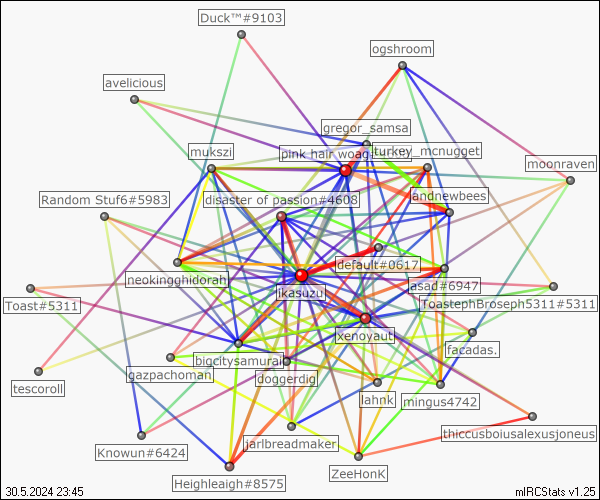 Duck™#9103
ogshroom
avelicious
gregor_samsa
mukszi
pink hair woag
turkey_mcnugget
moonraven
Random Stuf6#5983
disaster of passion#4608
landnewbees
default#0617
neokingghidorah
asad#6947
ikasuzu
Toast#5311
ToastephBroseph5311#5311
xenoyaut
bigcitysamurai
facadas.
gazpachoman
doggerdig
tescoroll
lahnk
mingus4742
thiccusboiusalexusjoneus
Knowun#6424
jarlbreadmaker
Heighleaigh#8575
ZeeHonK
30.5.2024 23:45
mIRCStats v1.25